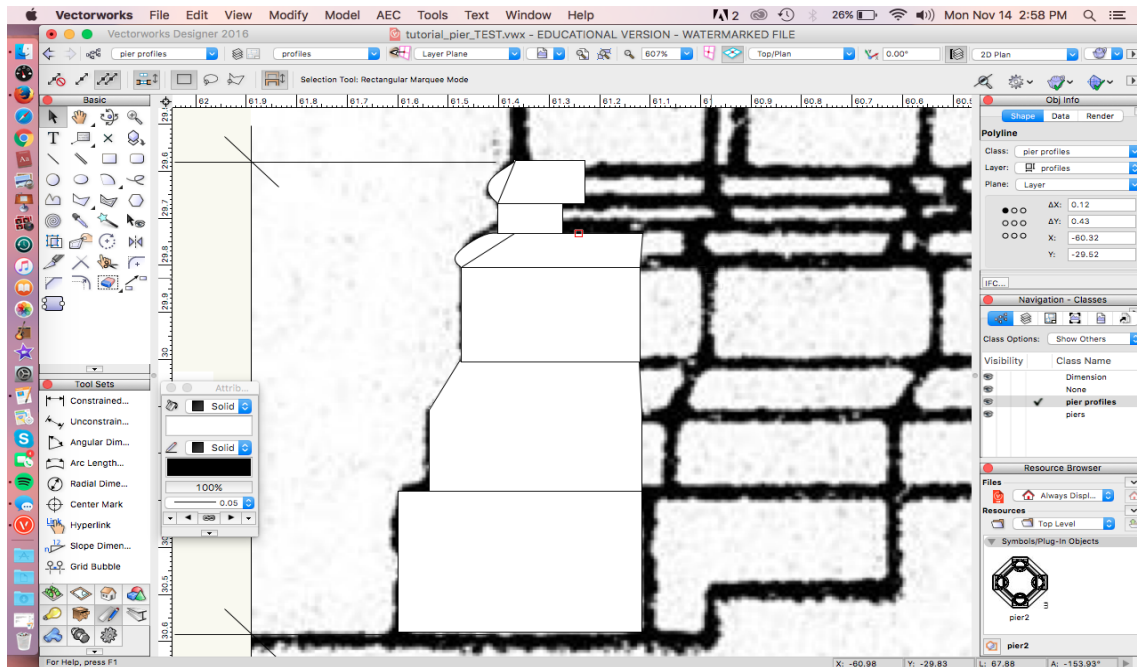 Vectorworks File Edit View Modify Model AEC Tools Text Window Help 2 26% Mon Nov 14 2:58 PM
Vectorworks Designer 2016 tutorial_pier_TEST.vwx - EDUCATIONAL VERSION - WATERMARKED FILE
pier profiles profiles Layer Plane 607% Top/Plan 0.00° 2D Plan
Selection Tool: Rectangular Marquee Mode
Basic
62 61.9 61.8 61.7 61.6 61.5 61.4 61.3 61.2 61.1 61 60.9 60.8 60.7 60.6
29.6
29.7
29.8
29.9
30
30.5
30.6
Tool Sets
Constrained...
Unconstrain...
Angular Dim...
Arc Length...
Radial Dime...
Center Mark
Hyperlink
Slope Dimen...
Grid Bubble
Attrib...
Solid
Solid
100%
0.05
Obj Info
Shape Data Render
Polyline
Class: pier profiles
Layer: profiles
Plane: Layer
ΔX: 0.12
ΔY: 0.43
X: -60.32
Y: -29.52
IFC...
Navigation - Classes
Class Options: Show Others
Visibility Class Name
Dimension
None
pier profiles
piers
Resource Browser
Files
Always Displ...
Resources
Top Level
Symbols/Plug-In Objects
pier2
pier2
For Help, press F1 X: -60.98 Y: -29.83 L: 67.88 A: -153.93°